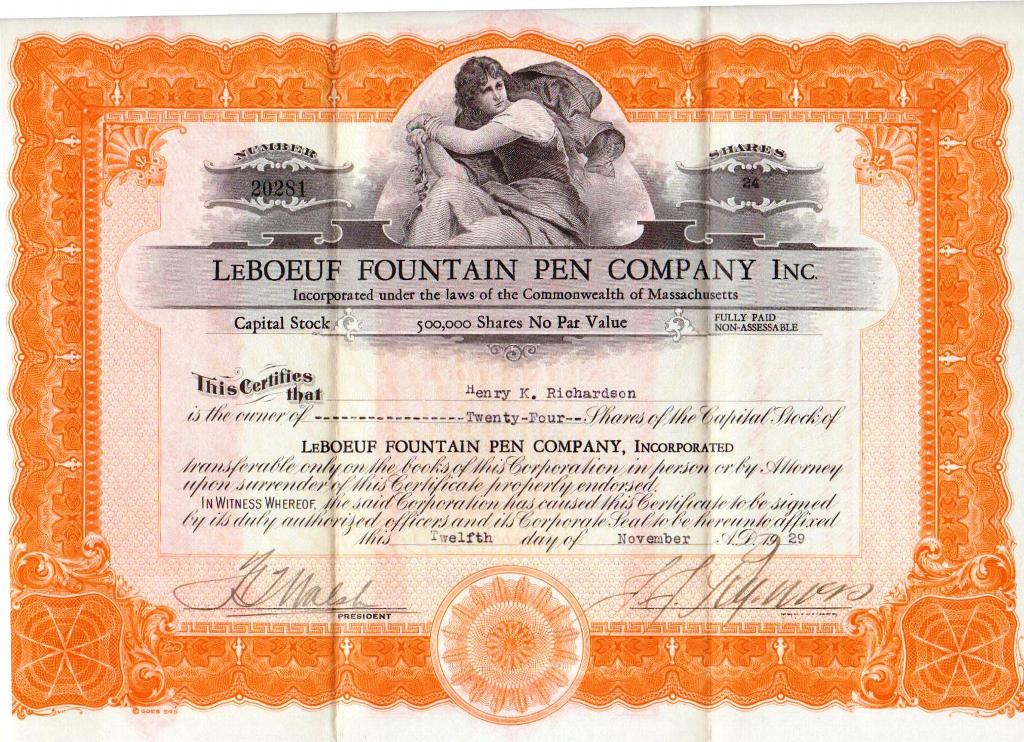 NUMBER
20281
SHARES
24
LEBOEUF FOUNTAIN PEN COMPANY INC.
Incorporated under the laws of the Commonwealth of Massachusetts
Capital Stock 500,000 Shares No Par Value FULLY PAID NON-ASSESSABLE
This Certifies that Henry K. Richardson
is the owner of ------------------Twenty-Four-- Shares of the Capital Stock of
LEBOEUF FOUNTAIN PEN COMPANY, INCORPORATED
transferable only on the books of this Corporation in person or by Attorney
upon surrender of this Certificate properly endorsed.
IN WITNESS WHEREOF, the said Corporation has caused this Certificate to be signed
by its duly authorized officers and its Corporate Seal to be hereunto affixed
this Twelfth day of November A.D. 1929
Walsh
PRESIDENT
TREASURER
© GOES